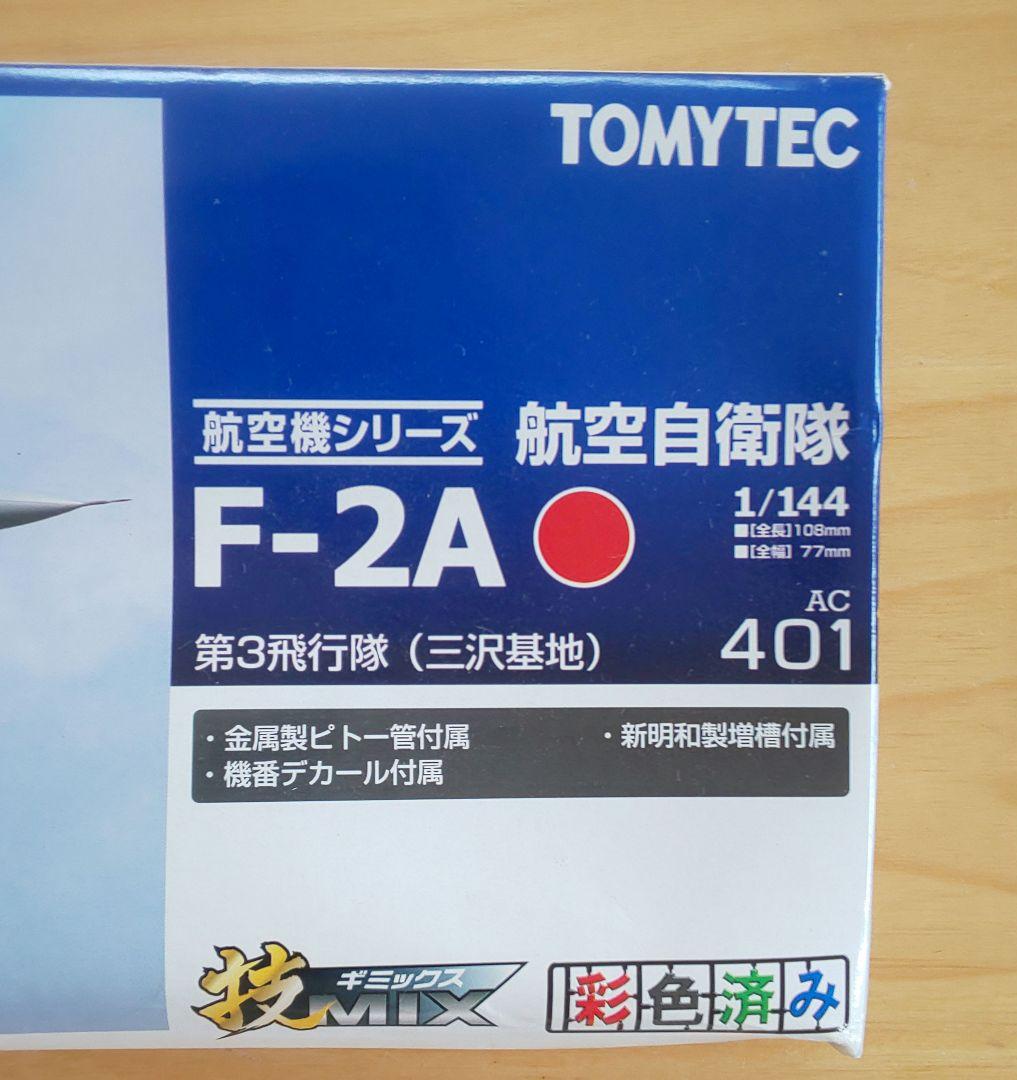 TOMYTEC
航空機シリーズ 航空自衛隊
F-2A
1/144
■[全長]108mm
■[全幅] 77mm
AC
401
第3飛行隊（三沢基地）
・金属製ピトー管付属 ・新明和製増槽付属
・機番デカール付属
技MIX ギミックス
彩色済み